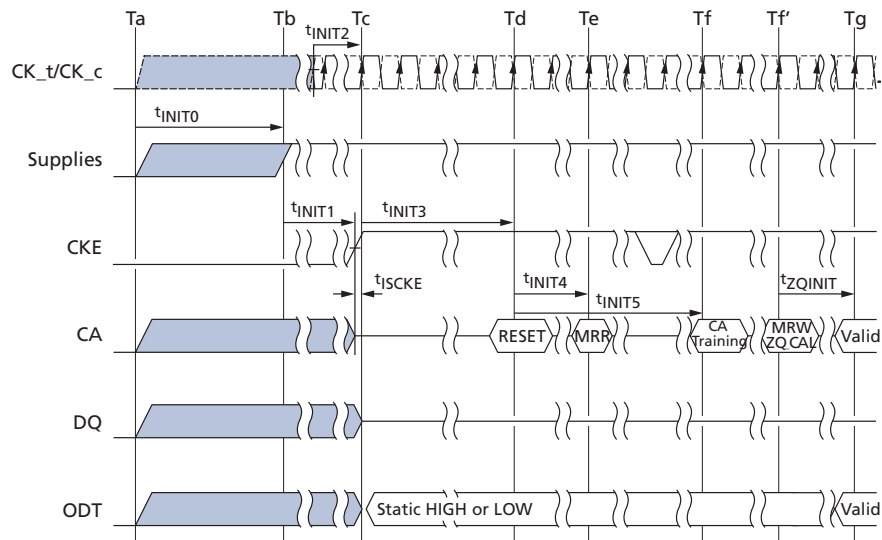 Ta Tb Tc Td Te Tf Tf’ Tg
tINIT2
CK_t/CK_c
tINIT0
Supplies
tINIT1 tINIT3
CKE
tISCKE tINIT4 tINIT5 tZQINIT
CA
RESET MRR CA Training MRW ZQ CAL Valid
DQ
ODT Static HIGH or LOW Valid